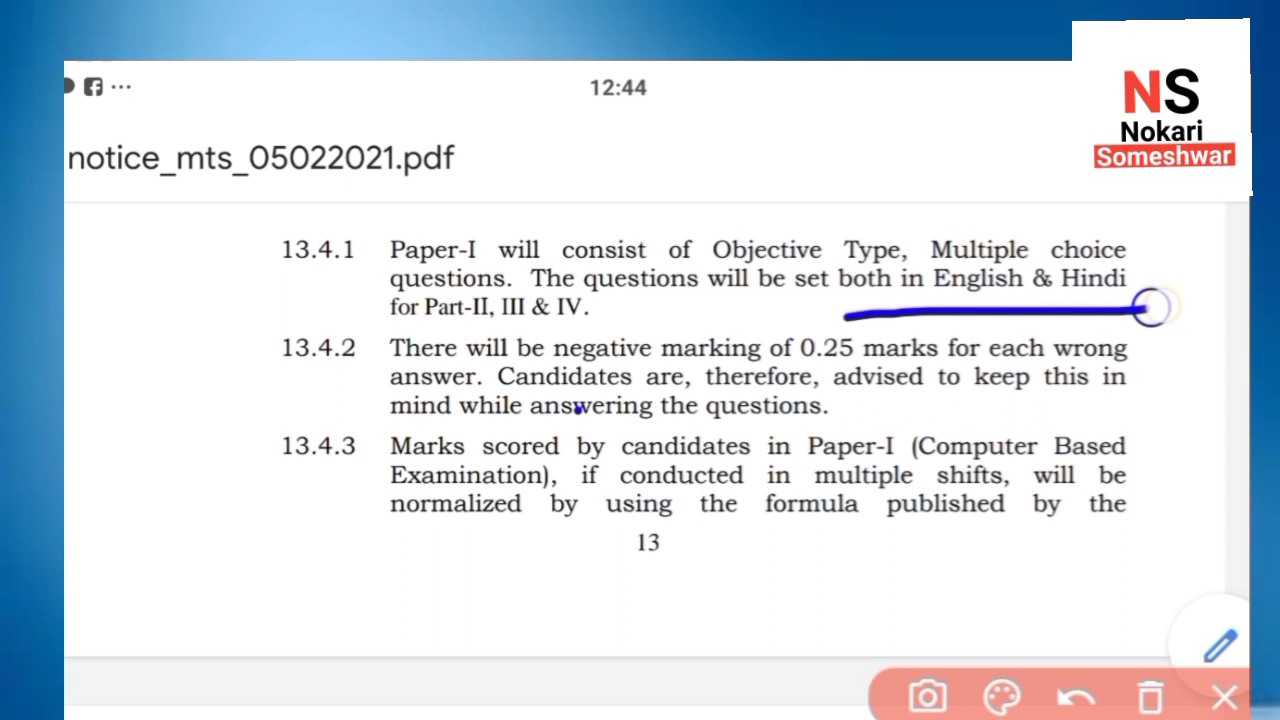 12:44
NS
Nokari
Someshwar
notice_mts_05022021.pdf
13.4.1 Paper-I will consist of Objective Type, Multiple choice
questions. The questions will be set both in English & Hindi
for Part-II, III & IV.
13.4.2 There will be negative marking of 0.25 marks for each wrong
answer. Candidates are, therefore, advised to keep this in
mind while answering the questions.
13.4.3 Marks scored by candidates in Paper-I (Computer Based
Examination), if conducted in multiple shifts, will be
normalized by using the formula published by the
13